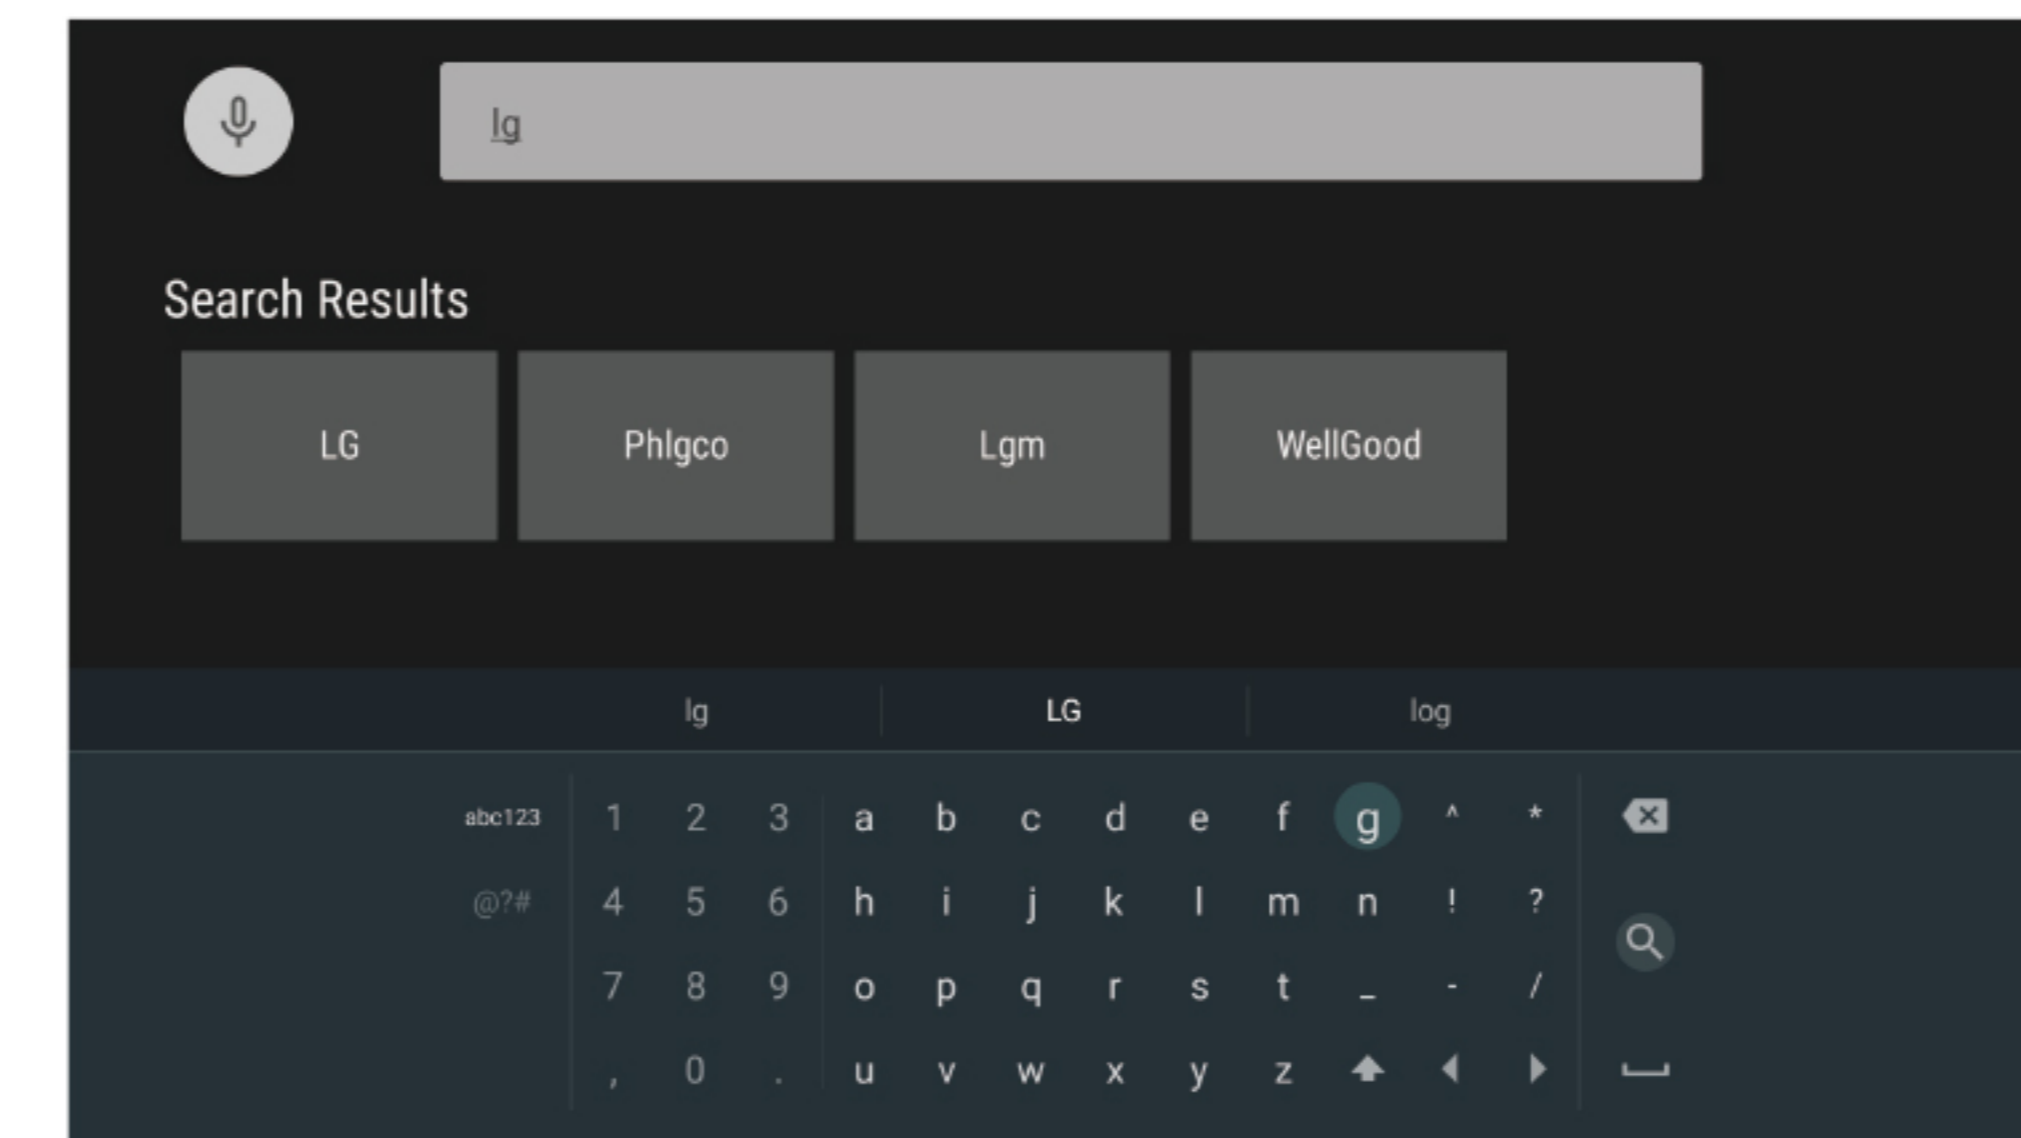 lg
Search Results
LG Phlgco Lgm WellGood
lg LG log
abc123 1 2 3 a b c d e f g ^ *
@?# 4 5 6 h i j k l m n ! ?
7 8 9 o p q r s t _ - /
, 0 . u v w x y z